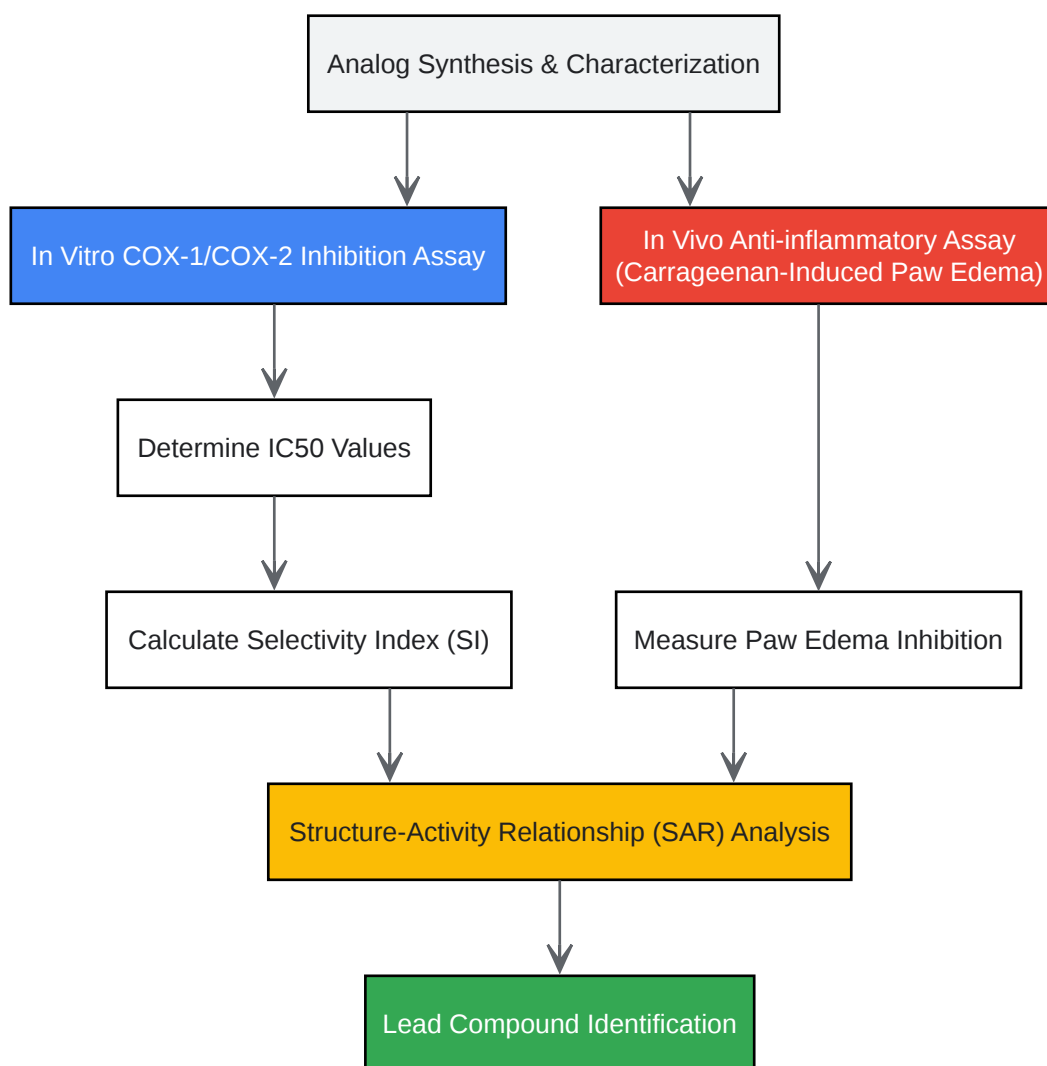 Analog Synthesis & Characterization
In Vitro COX-1/COX-2 Inhibition Assay
In Vivo Anti-inflammatory Assay
(Carrageenan-Induced Paw Edema)
Determine IC50 Values
Calculate Selectivity Index (SI)
Measure Paw Edema Inhibition
Structure-Activity Relationship (SAR) Analysis
Lead Compound Identification